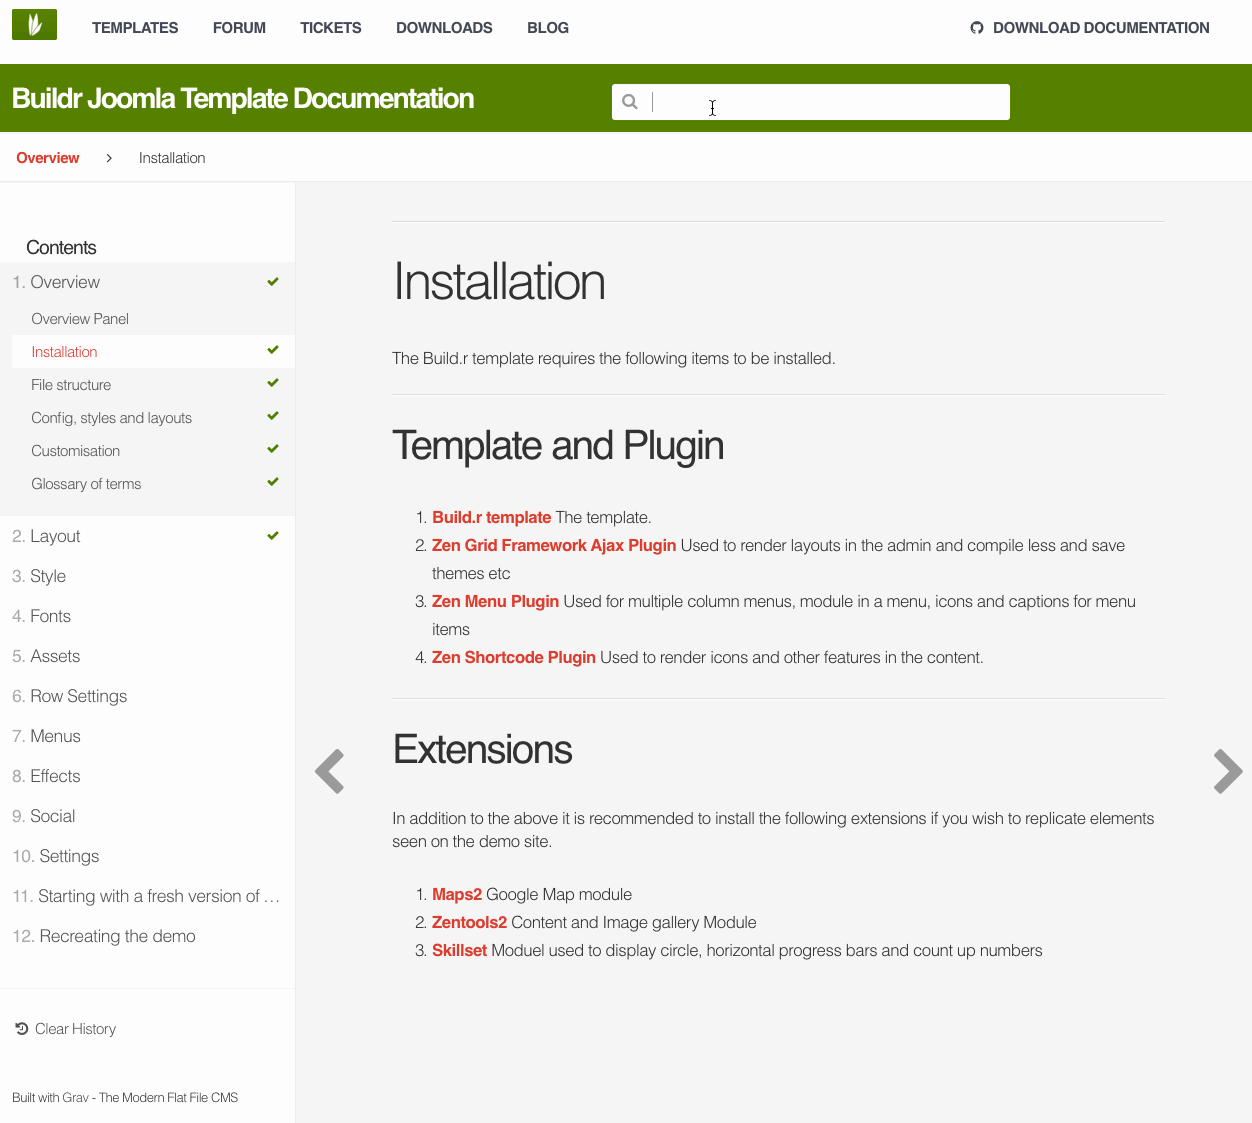 TEMPLATES FORUM TICKETS DOWNLOADS BLOG DOWNLOAD DOCUMENTATION
Buildr Joomla Template Documentation
Overview Installation
Contents
1. Overview
Overview Panel
Installation
File structure
Config, styles and layouts
Customisation
Glossary of terms
2. Layout
3. Style
4. Fonts
5. Assets
6. Row Settings
7. Menus
8. Effects
9. Social
10. Settings
11. Starting with a fresh version of ...
12. Recreating the demo
Clear History
Built with Grav - The Modern Flat File CMS
Installation
The Build.r template requires the following items to be installed.
Template and Plugin
1. Build.r template The template.
2. Zen Grid Framework Ajax Plugin Used to render layouts in the admin and compile less and save
themes etc
3. Zen Menu Plugin Used for multiple column menus, module in a menu, icons and captions for menu
items
4. Zen Shortcode Plugin Used to render icons and other features in the content.
Extensions
In addition to the above it is recommended to install the following extensions if you wish to replicate elements
seen on the demo site.
1. Maps2 Google Map module
2. Zentools2 Content and Image gallery Module
3. Skillset Moduel used to display circle, horizontal progress bars and count up numbers